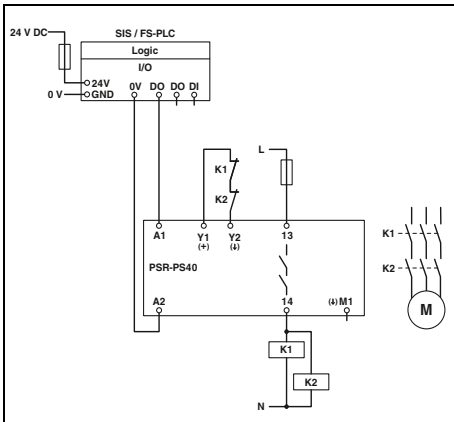 24 V DC
SIS / FS-PLC
Logic
I/O
24V
0 V
GND
0V DO DO DI
L
K1
K2
A1 Y1 Y2 13
(+) (↓)
PSR-PS40
A2 14 (↓) M1
K1
K2
N
K1
K2
M